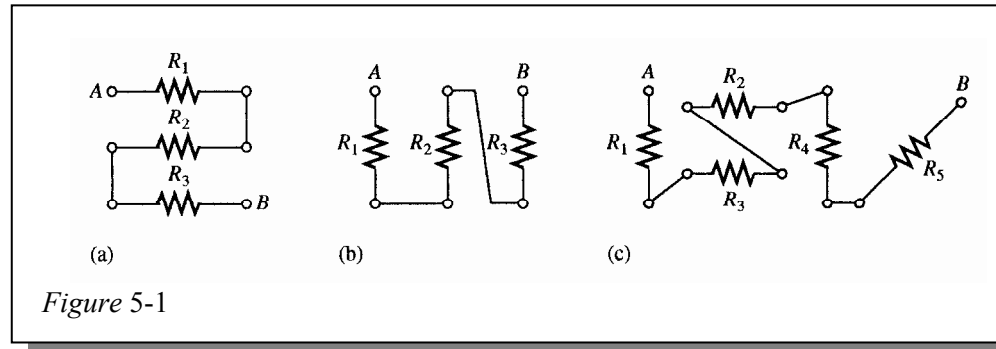 R1
A
R2
R3
B
(a)
A B
R1 R2 R3
(b)
A R2 B
R1 R4 R5
R3
(c)
Figure 5-1